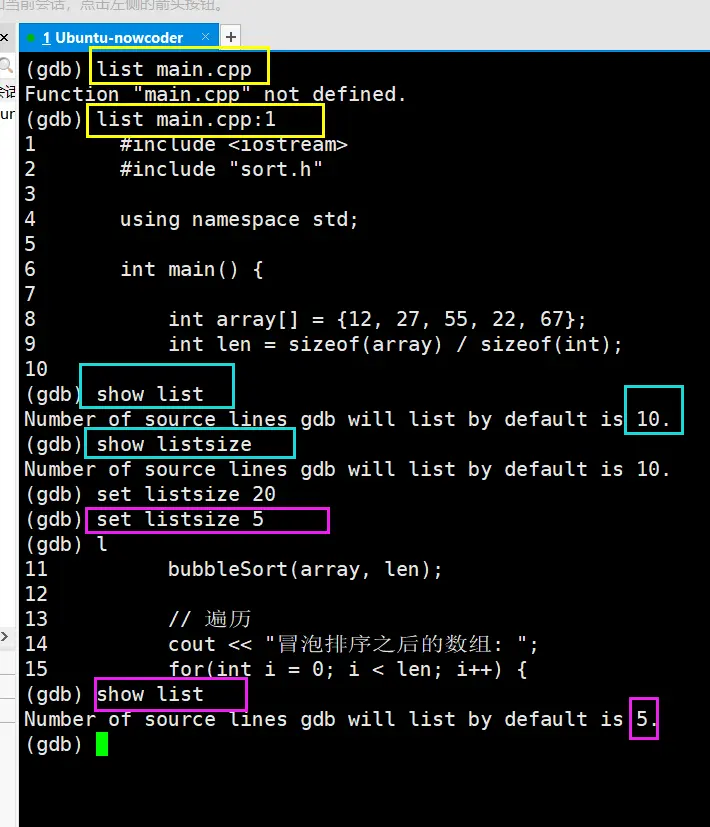 如当前会话，点击左侧的箭头按钮。
1 Ubuntu-nowcoder
(gdb) list main.cpp
Function "main.cpp" not defined.
(gdb) list main.cpp:1
1 #include <iostream>
2 #include "sort.h"
3
4 using namespace std;
5
6 int main() {
7
8 int array[] = {12, 27, 55, 22, 67};
9 int len = sizeof(array) / sizeof(int);
10
(gdb) show list
Number of source lines gdb will list by default is 10.
(gdb) show listsize
Number of source lines gdb will list by default is 10.
(gdb) set listsize 20
(gdb) set listsize 5
(gdb) l
11 bubbleSort(array, len);
12
13 // 遍历
14 cout << "冒泡排序之后的数组: ";
15 for(int i = 0; i < len; i++) {
(gdb) show list
Number of source lines gdb will list by default is 5.
(gdb)